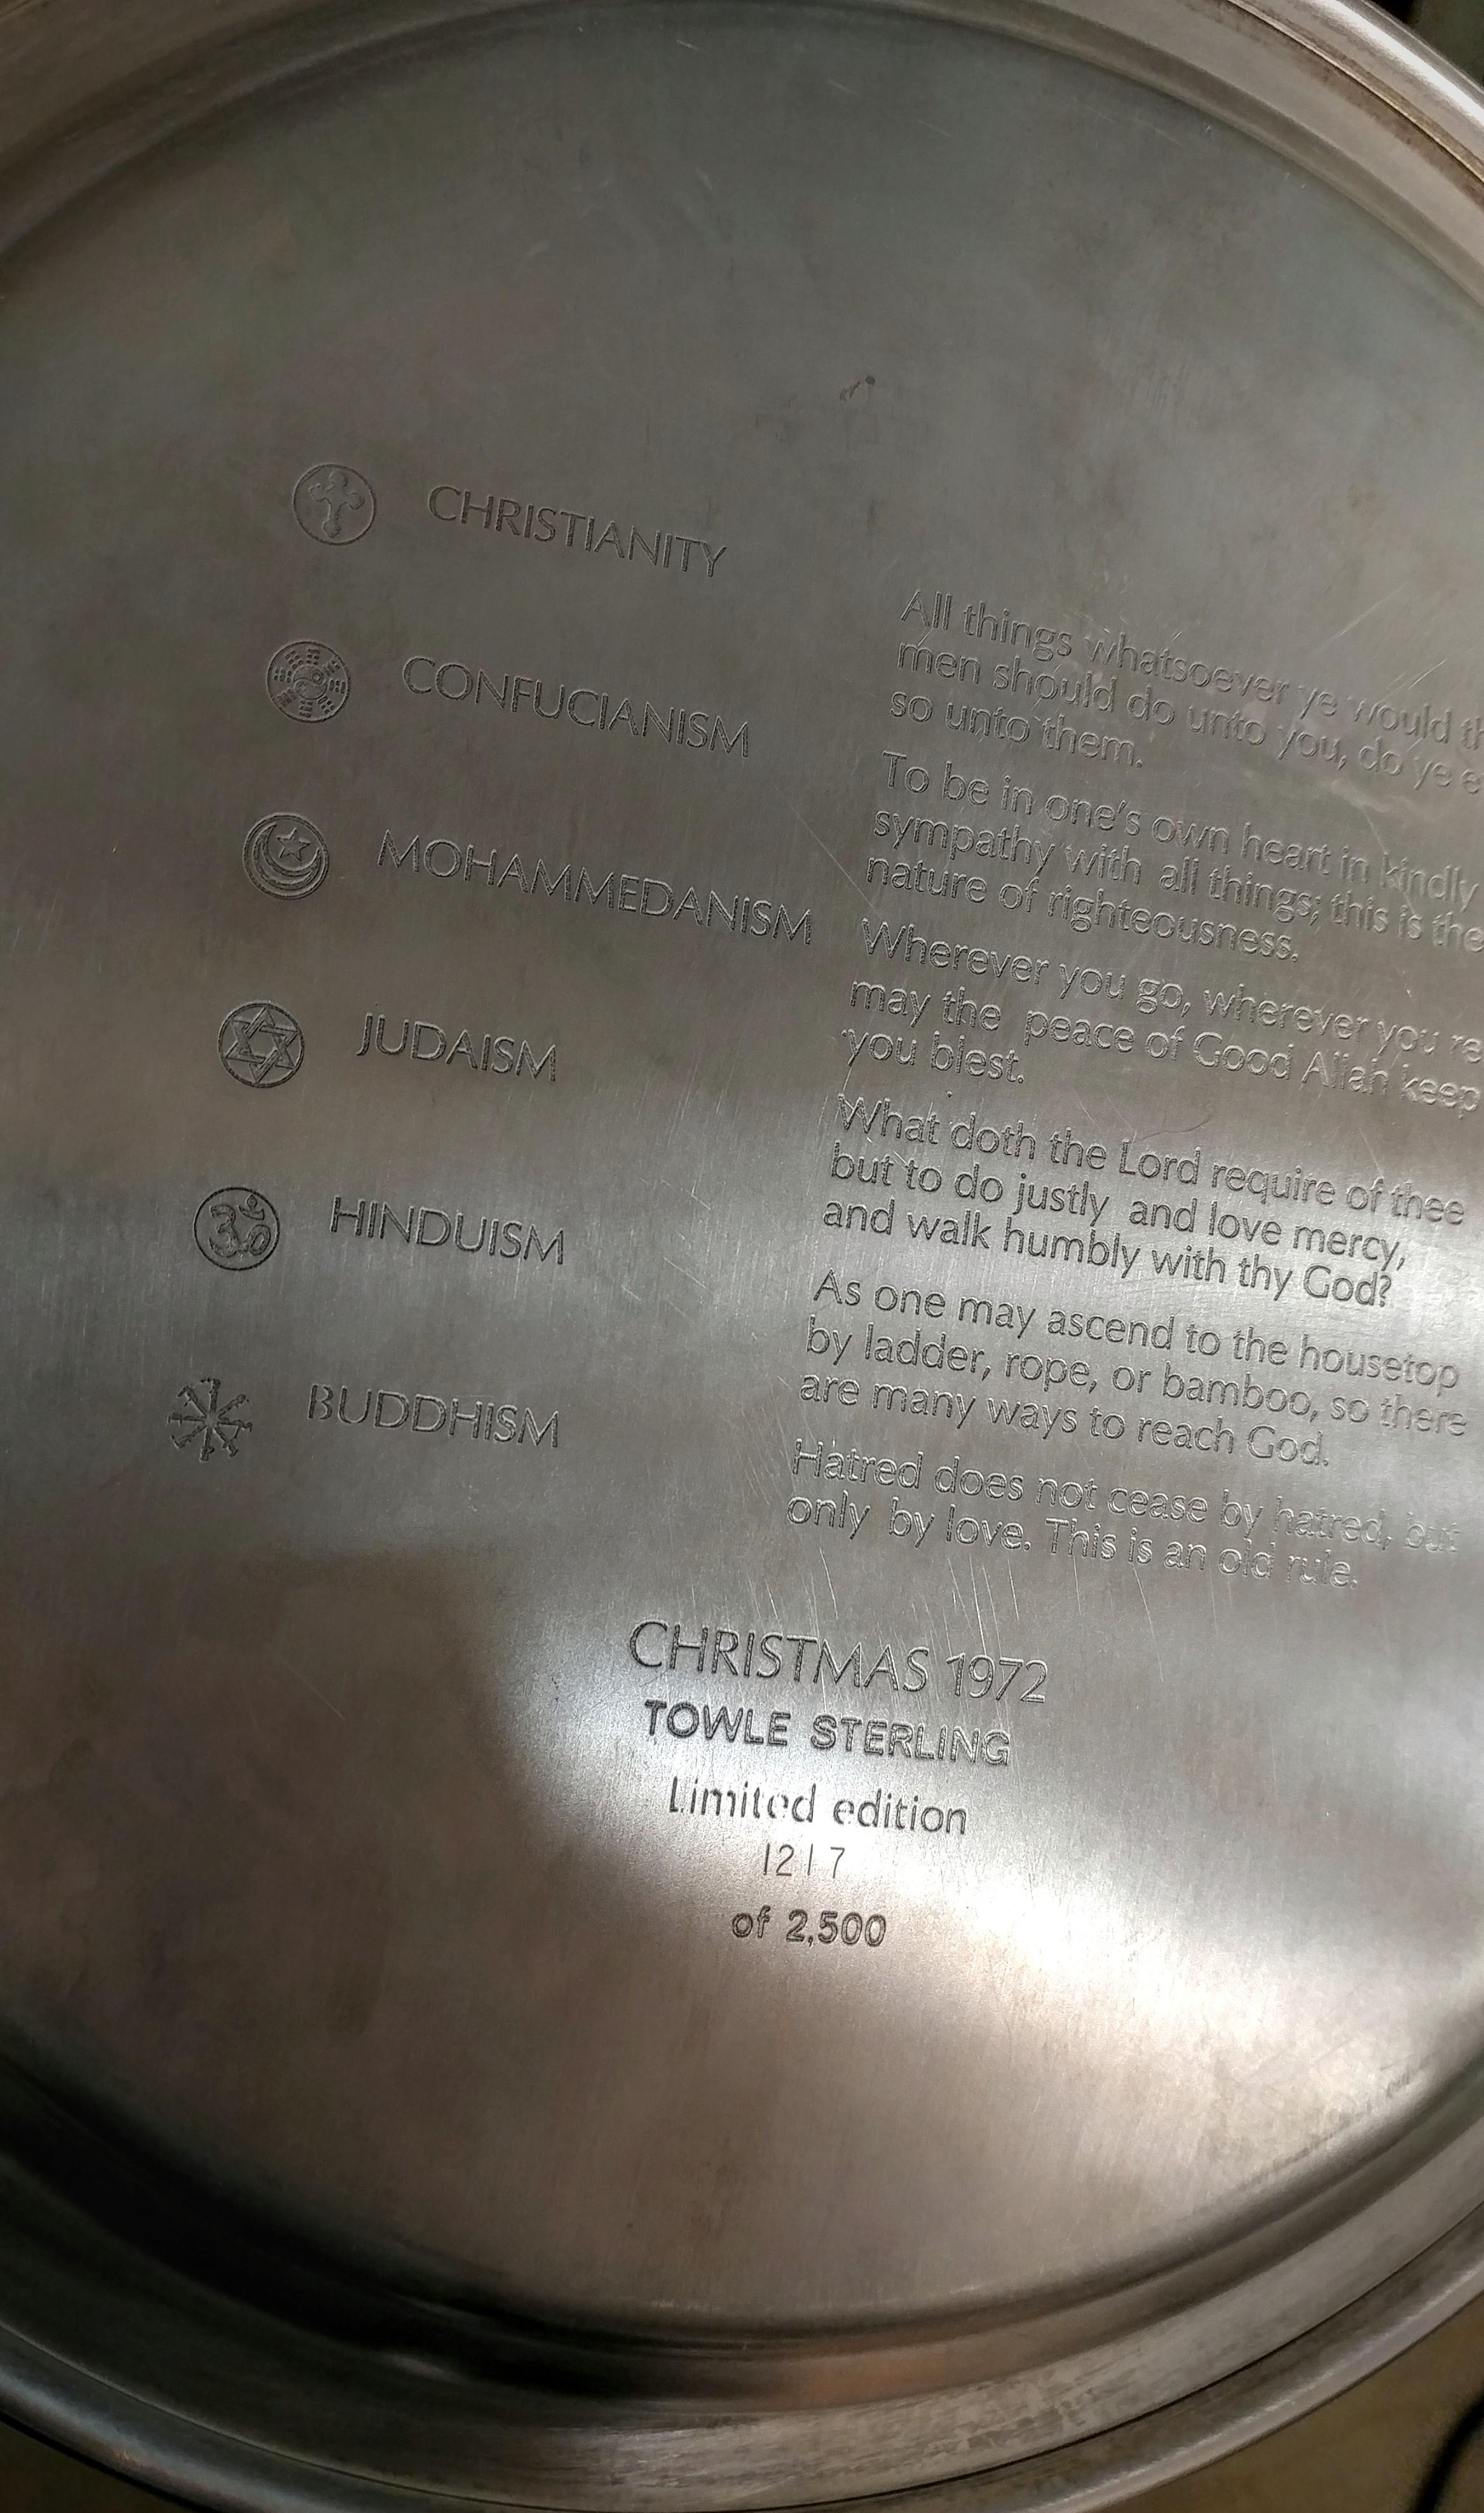 CHRISTIANITY
All things whatsoever ye would
men should do unto you, do ye
so unto them.
CONFUCIANISM
To be in one's own heart in kindly
sympathy with all things; this is the
nature of righteousness.
MOHAMMEDANISM
Wherever you go, wherever you
may the peace of Good Allah keep
you blest.
JUDAISM
What doth the Lord require of thee
but to do justly and love mercy,
and walk humbly with thy God?
HINDUISM
As one may ascend to the housetop
by ladder, rope, or bamboo, so there
are many ways to reach God.
BUDDHISM
Hatred does not cease by hatred, but
only by love. This is an old rule.
CHRISTMAS 1972
TOWLE STERLING
Limited edition
1217
of 2,500